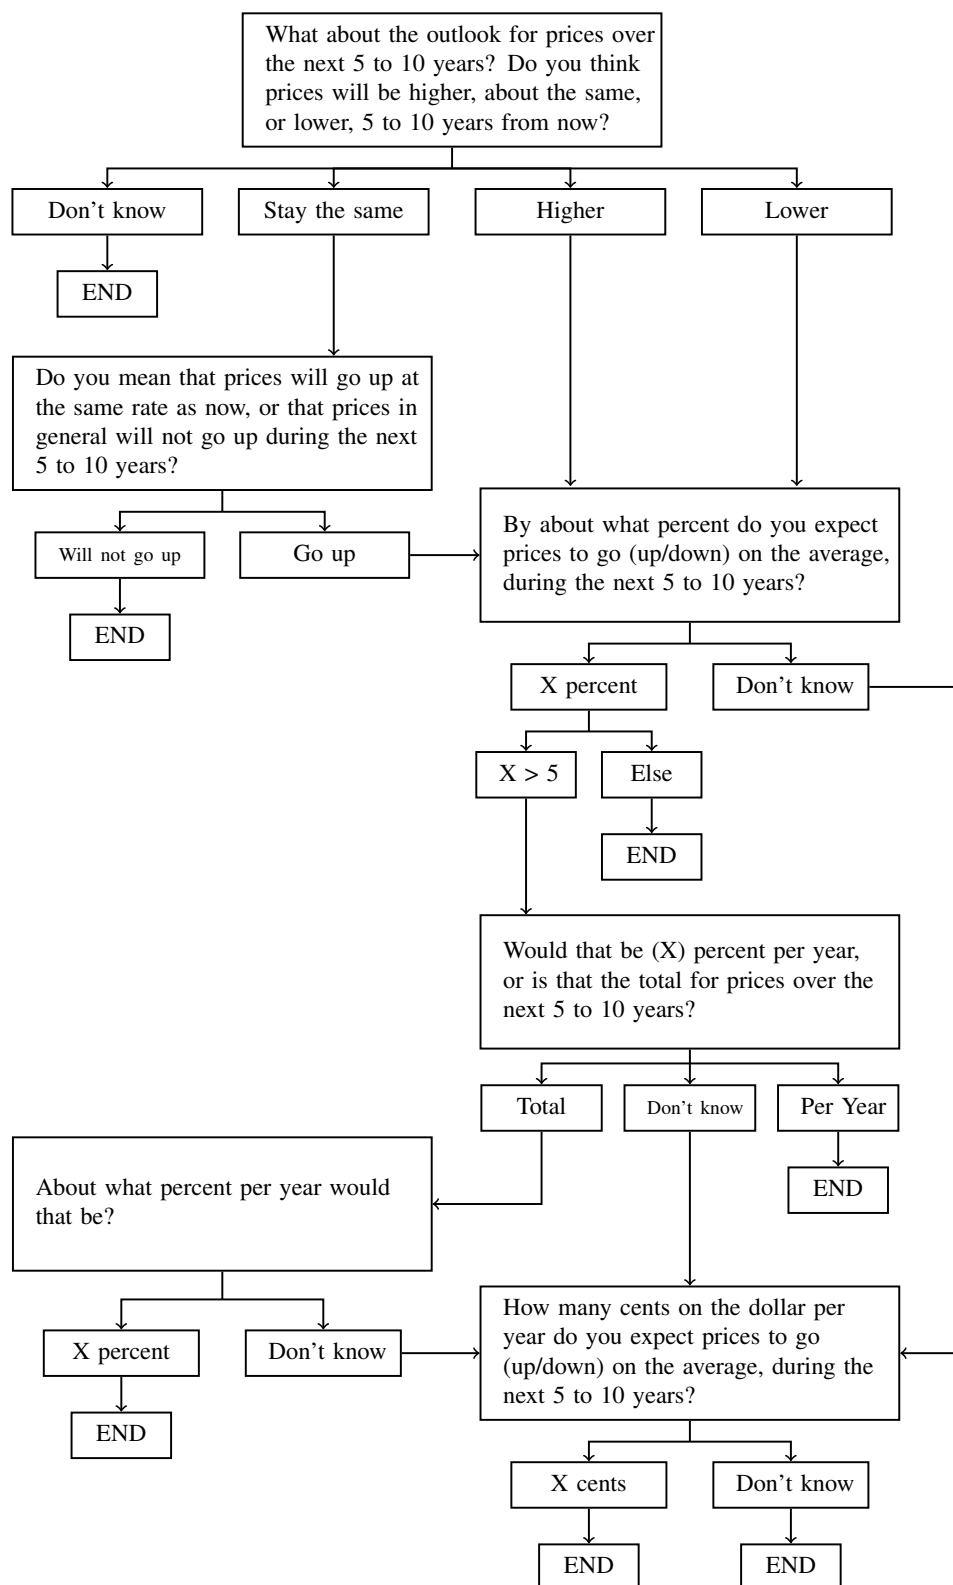 What about the outlook for prices over
the next 5 to 10 years? Do you think
prices will be higher, about the same,
or lower, 5 to 10 years from now?
Don't know
Stay the same
Higher
Lower
END
Do you mean that prices will go up at
the same rate as now, or that prices in
general will not go up during the next
5 to 10 years?
Will not go up
Go up
END
By about what percent do you expect
prices to go (up/down) on the average,
during the next 5 to 10 years?
X percent
Don't know
X > 5
Else
END
Would that be (X) percent per year,
or is that the total for prices over the
next 5 to 10 years?
Total
Don't know
Per Year
END
About what percent per year would
that be?
X percent
Don't know
END
How many cents on the dollar per
year do you expect prices to go
(up/down) on the average, during the
next 5 to 10 years?
X cents
Don't know
END
END